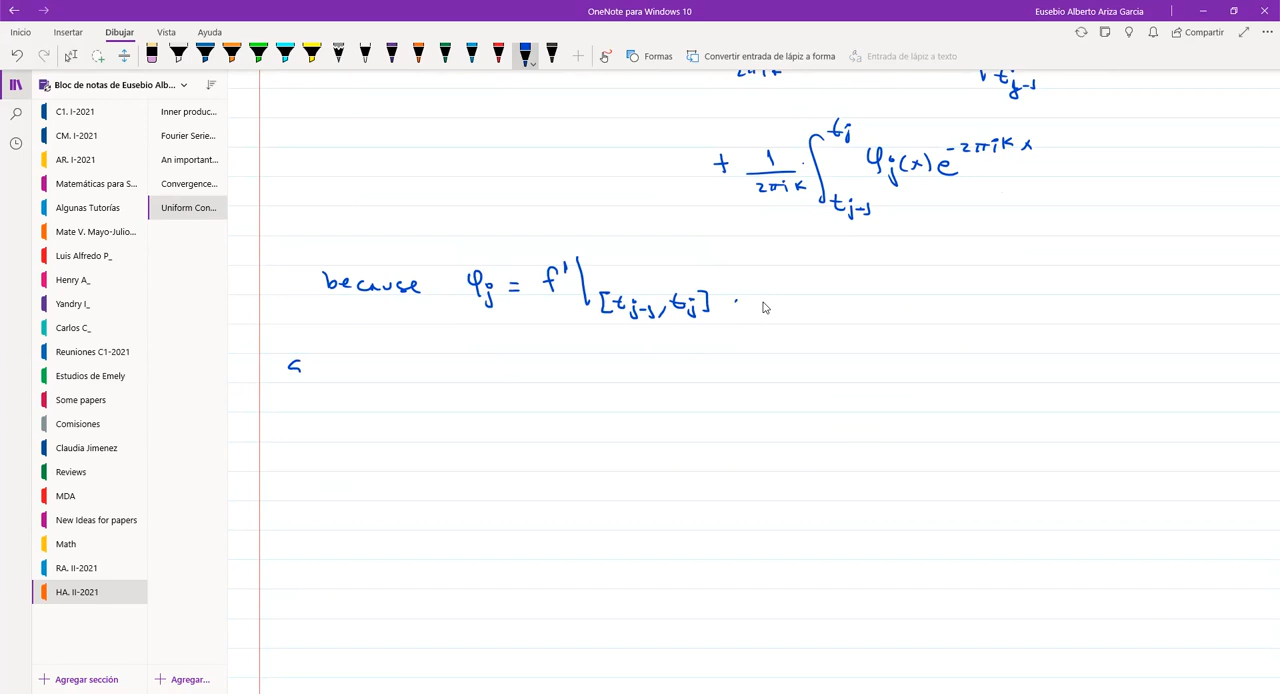 OneNote para Windows 10
Eusebio Alberto Ariza Garcia
Inicio Insertar Dibujar Vista Ayuda
Compartir
Formas Convertir entrada de lápiz a forma Entrada de lápiz a texto
Bloc de notas de Eusebio Alb...
C1. I-2021
CM. I-2021
AR. I-2021
Matemáticas para S...
Algunas Tutorías
Mate V. Mayo-Julio...
Luis Alfredo P_
Henry A_
Yandry I_
Carlos C_
Reuniones C1-2021
Estudios de Emely
Some papers
Comisiones
Claudia Jimenez
Reviews
MDA
New Ideas for papers
Math
RA. II-2021
HA. II-2021
Agregar sección
Inner produc...
Fourier Serie...
An important...
Convergence...
Uniform Con...
Agregar...
2πik t_{j-1}
+ 1/2πik ∫_{t_{j-1}}^{t_j} φ_j(x) e^{-2πikx}
because φ_j = f'|_{[t_{j-1}, t_j]} .